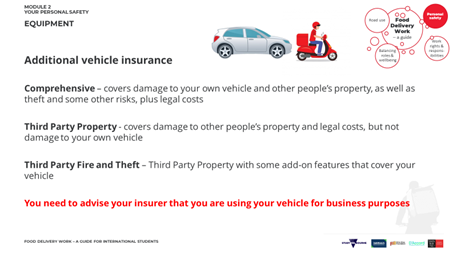 MODULE 2
YOUR PERSONAL SAFETY
EQUIPMENT
Road use
Food
Delivery
Work
– a guide
Personal
safety
Work
rights &
responsi-
bilities
Balancing
roles &
wellbeing
Additional vehicle insurance
Comprehensive – covers damage to your own vehicle and other people's property, as well as
theft and some other risks, plus legal costs
Third Party Property - covers damage to other people's property and legal costs, but not
damage to your own vehicle
Third Party Fire and Theft – Third Party Property with some add-on features that cover your
vehicle
You need to advise your insurer that you are using your vehicle for business purposes
FOOD DELIVERY WORK – A GUIDE FOR INTERNATIONAL STUDENTS